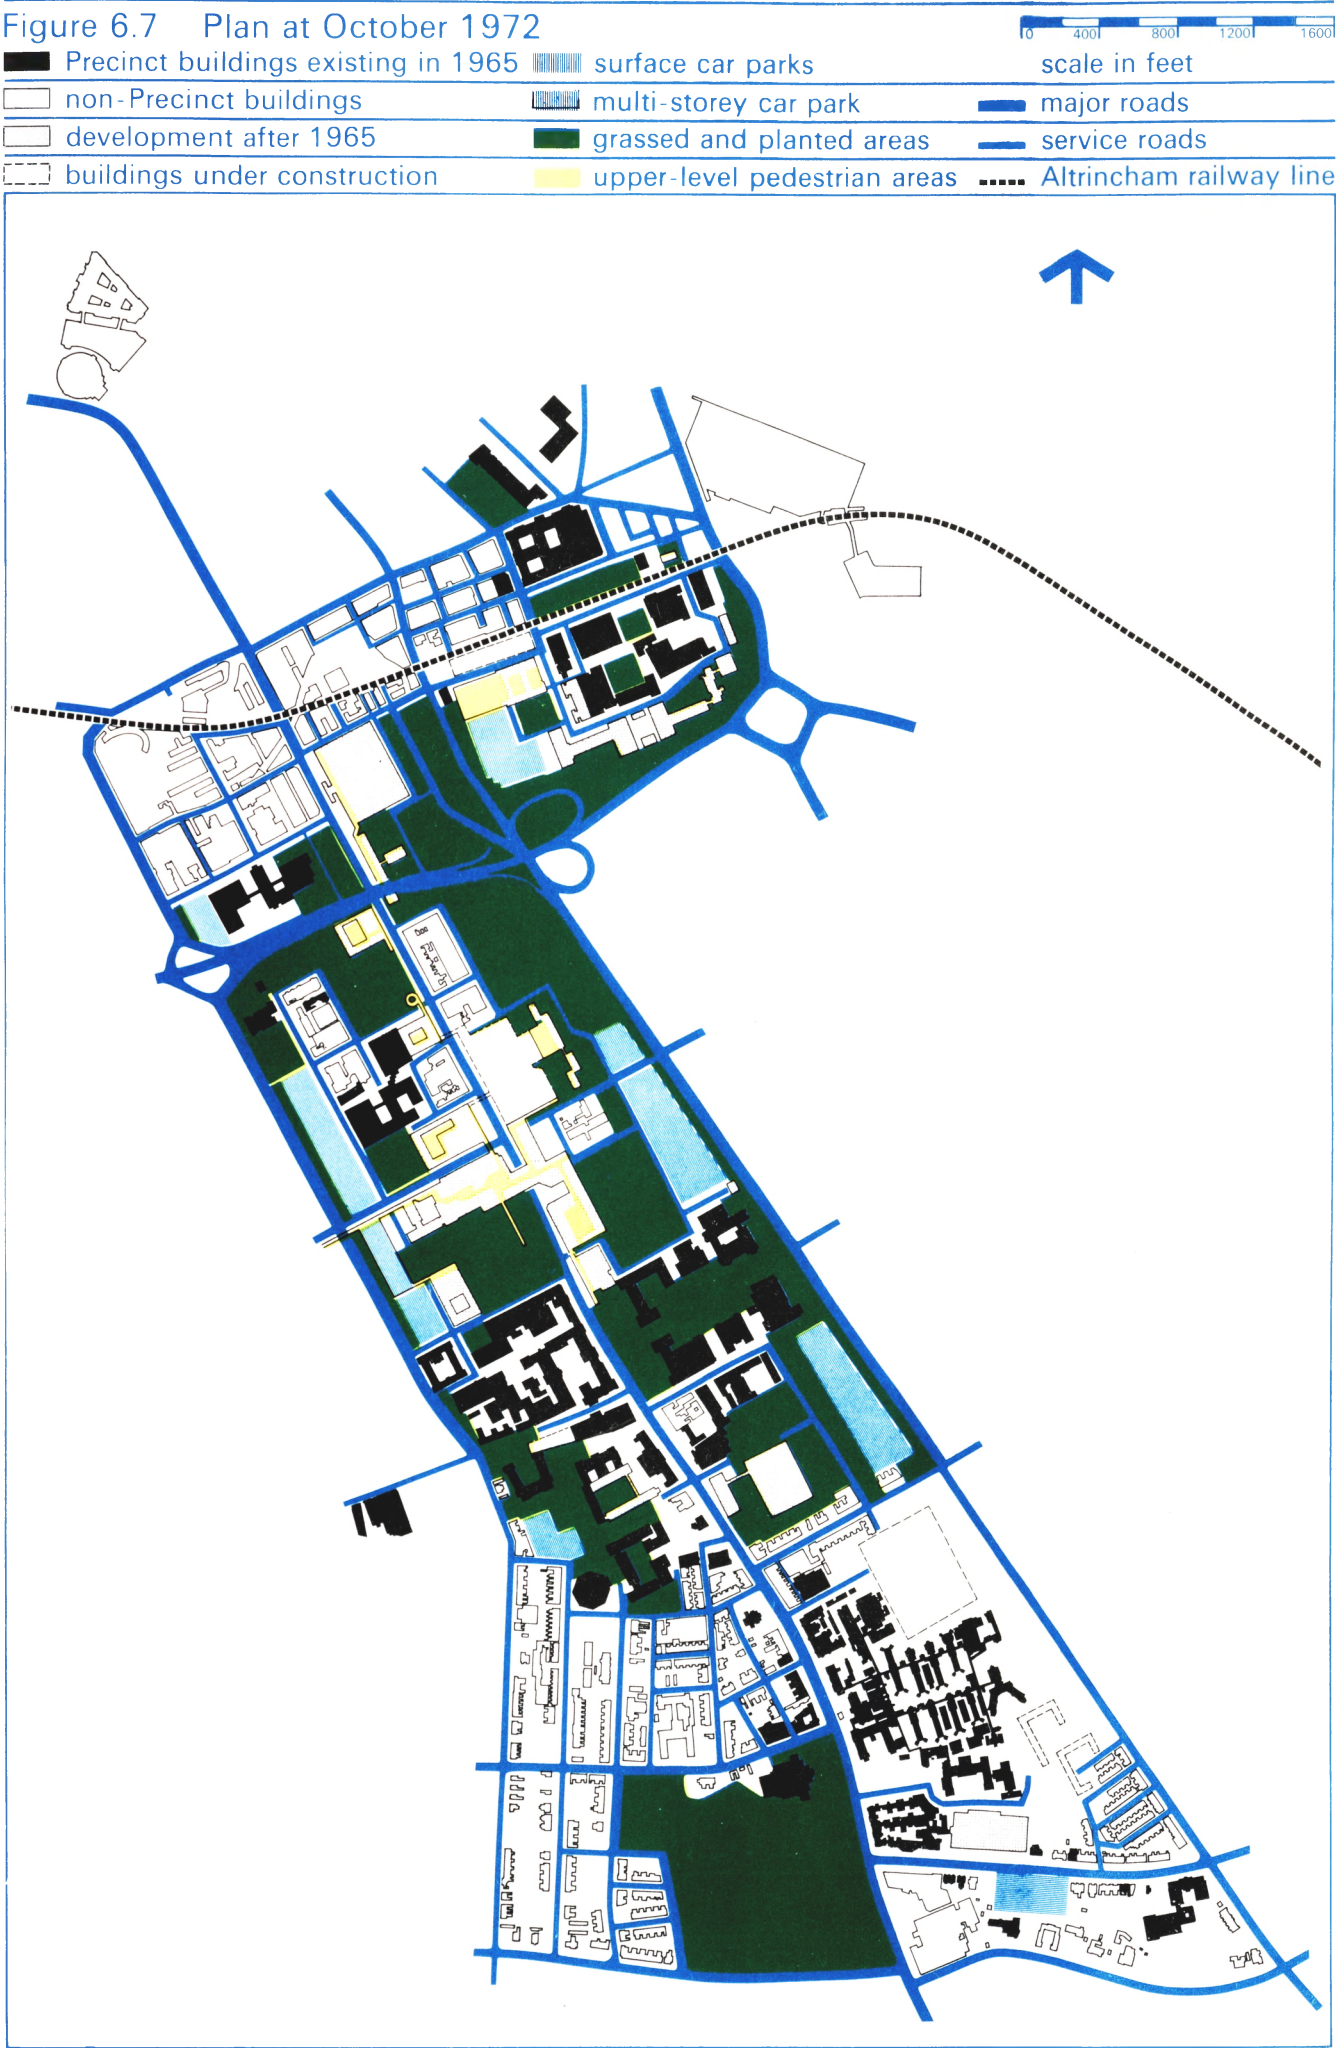 Figure 6.7 Plan at October 1972
0 400 800 1200 1600
Precinct buildings existing in 1965 surface car parks scale in feet
non-Precinct buildings multi-storey car park major roads
development after 1965 grassed and planted areas service roads
buildings under construction upper-level pedestrian areas Altrincham railway line